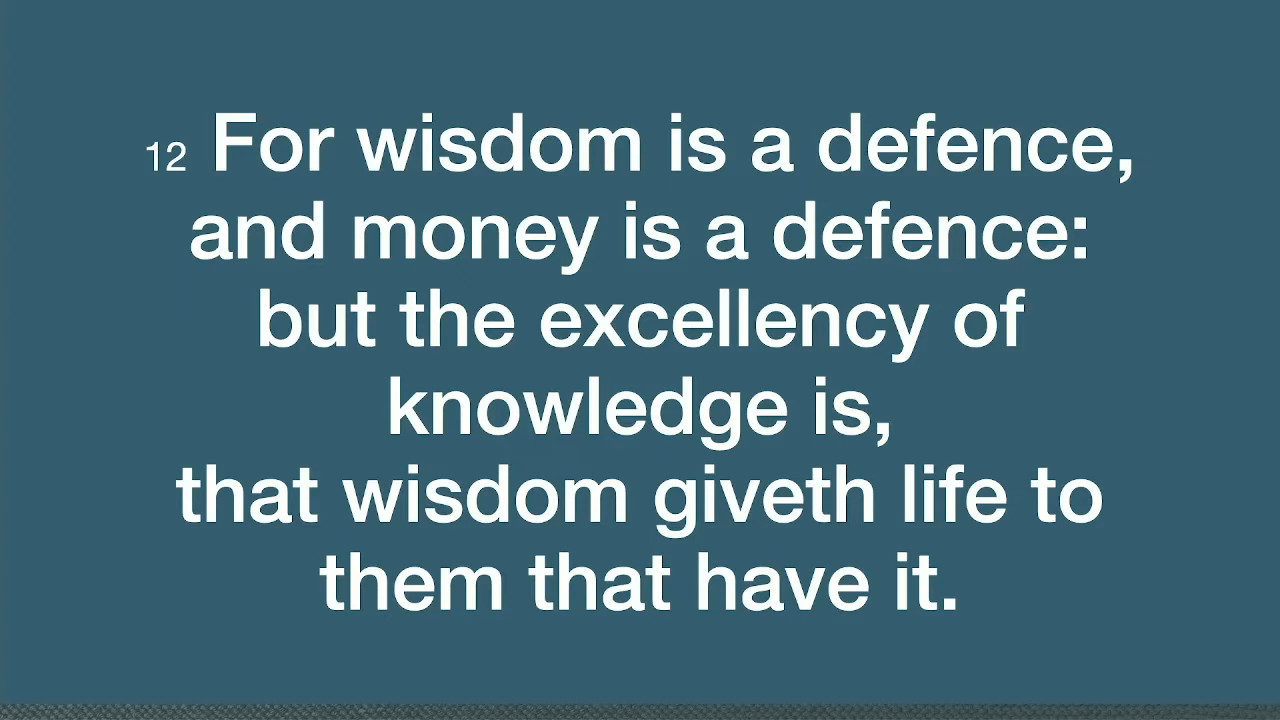 12 For wisdom is a defence,
and money is a defence:
but the excellency of
knowledge is,
that wisdom giveth life to
them that have it.